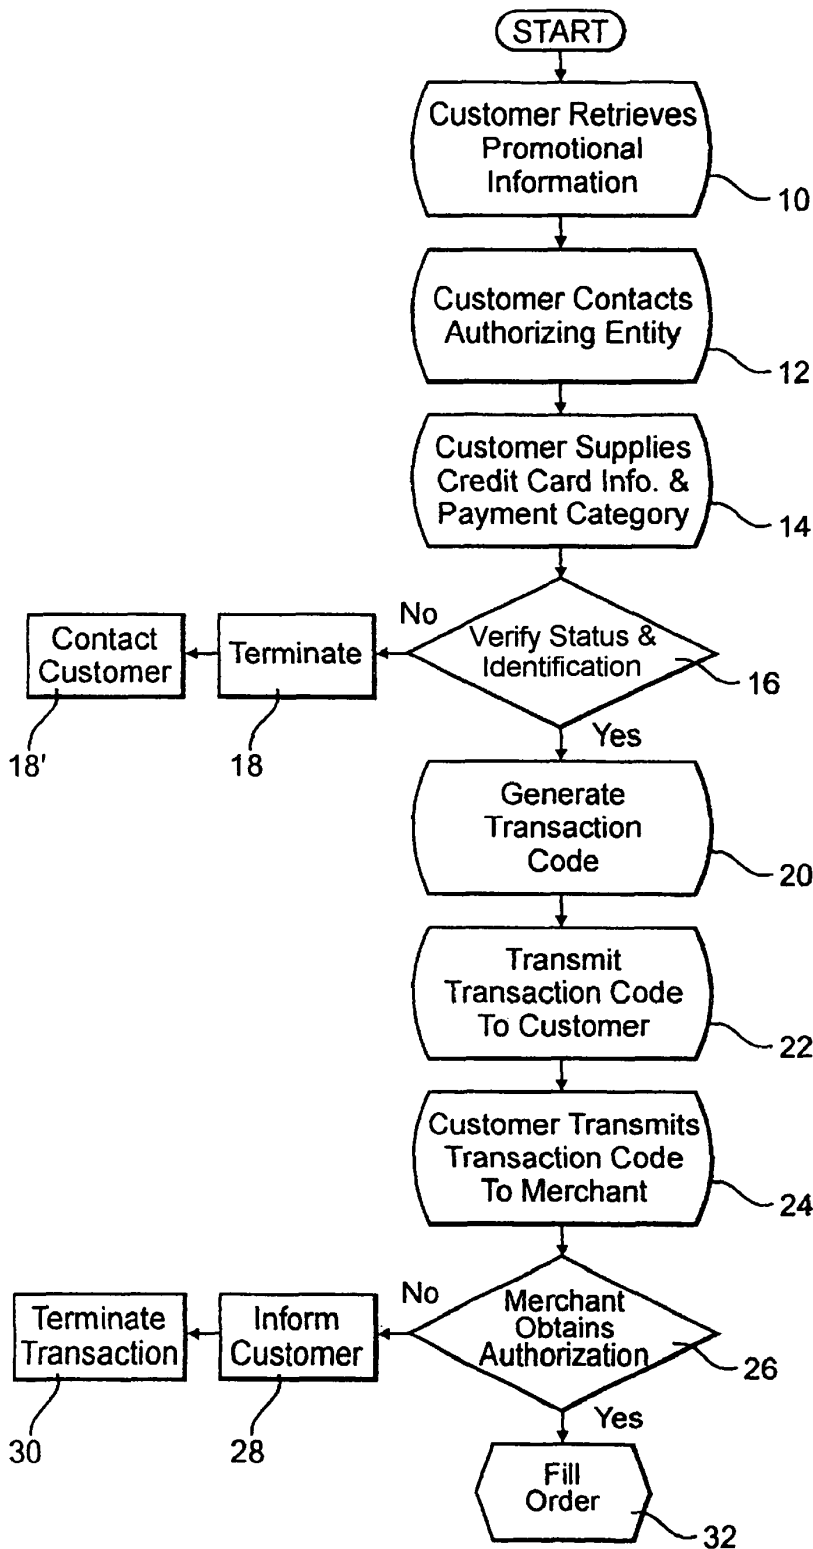 START
Customer Retrieves
Promotional
Information
10
Customer Contacts
Authorizing Entity
12
Customer Supplies
Credit Card Info. &
Payment Category
14
No
Verify Status &
Identification
16
Terminate
18
Contact
Customer
18'
Yes
Generate
Transaction
Code
20
Transmit
Transaction Code
To Customer
22
Customer Transmits
Transaction Code
To Merchant
24
No
Merchant
Obtains
Authorization
26
Inform
Customer
28
Terminate
Transaction
30
Yes
Fill
Order
32